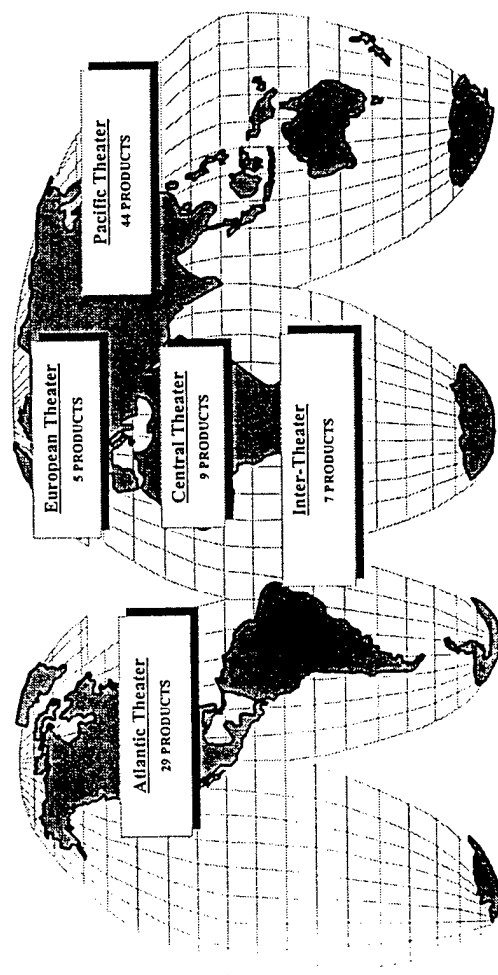 Atlantic Theater
29 PRODUCTS
European Theater
5 PRODUCTS
Central Theater
9 PRODUCTS
Inter-Theater
7 PRODUCTS
Pacific Theater
44 PRODUCTS